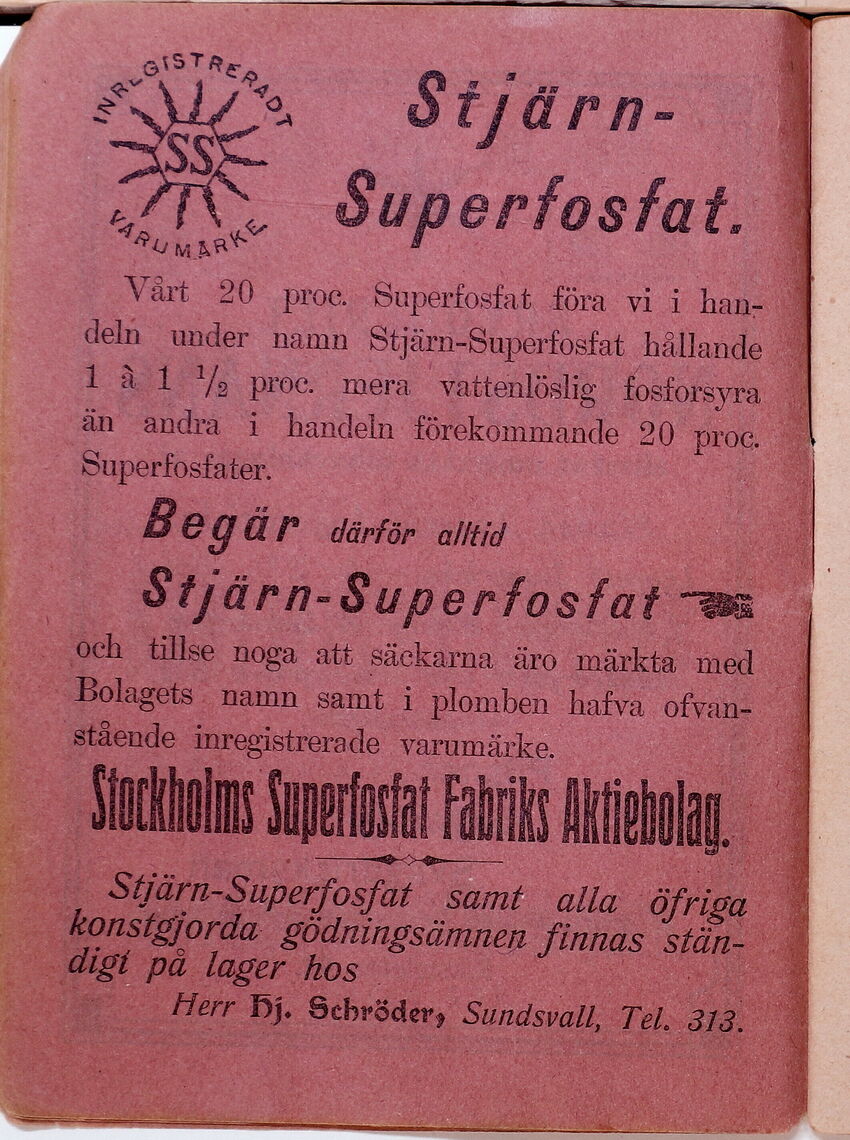 INREGISTRERADT
SS
VARUMÄRKE
Stjärn-
Superfosfat.
Vårt 20 proc. Superfosfat föra vi i han-
deln under namn Stjärn-Superfosfat hållande
1 à 1 1/2 proc. mera vattenlöslig fosforsyra
än andra i handeln förekommande 20 proc.
Superfosfater.
Begär därför alltid
Stjärn-Superfosfat
och tillse noga att säckarna äro märkta med
Bolagets namn samt i plomben hafva ofvan-
stående inregistrerade varumärke.
Stockholms Superfosfat Fabriks Aktiebolag.
Stjärn-Superfosfat samt alla öfriga
konstgjorda gödningsämnen finnas stän-
digt på lager hos
Herr Hj. Schröder, Sundsvall, Tel. 313.